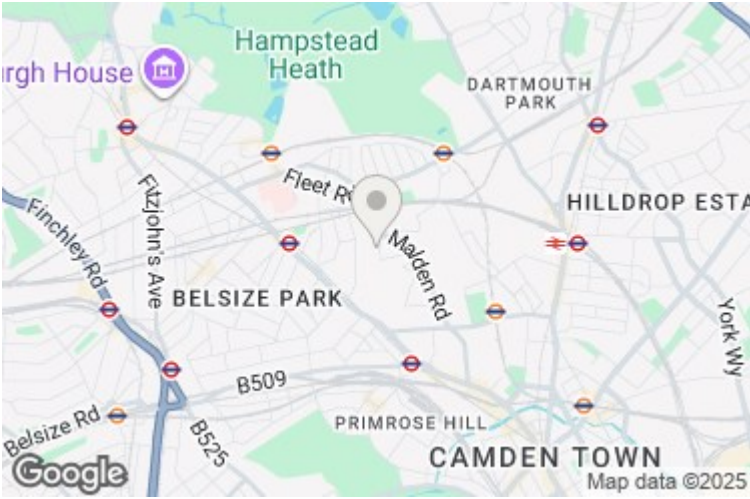 Hampstead
Heath
urgh House
DARTMOUTH
PARK
Fleet R
HILLDROP ESTA
Fitzjohn's Ave
Finchley Rd
Malden Rd
BELSIZE PARK
York Wy
B509
Belsize Rd
B525
PRIMROSE HILL
CAMDEN TOWN
Google
Map data ©2025